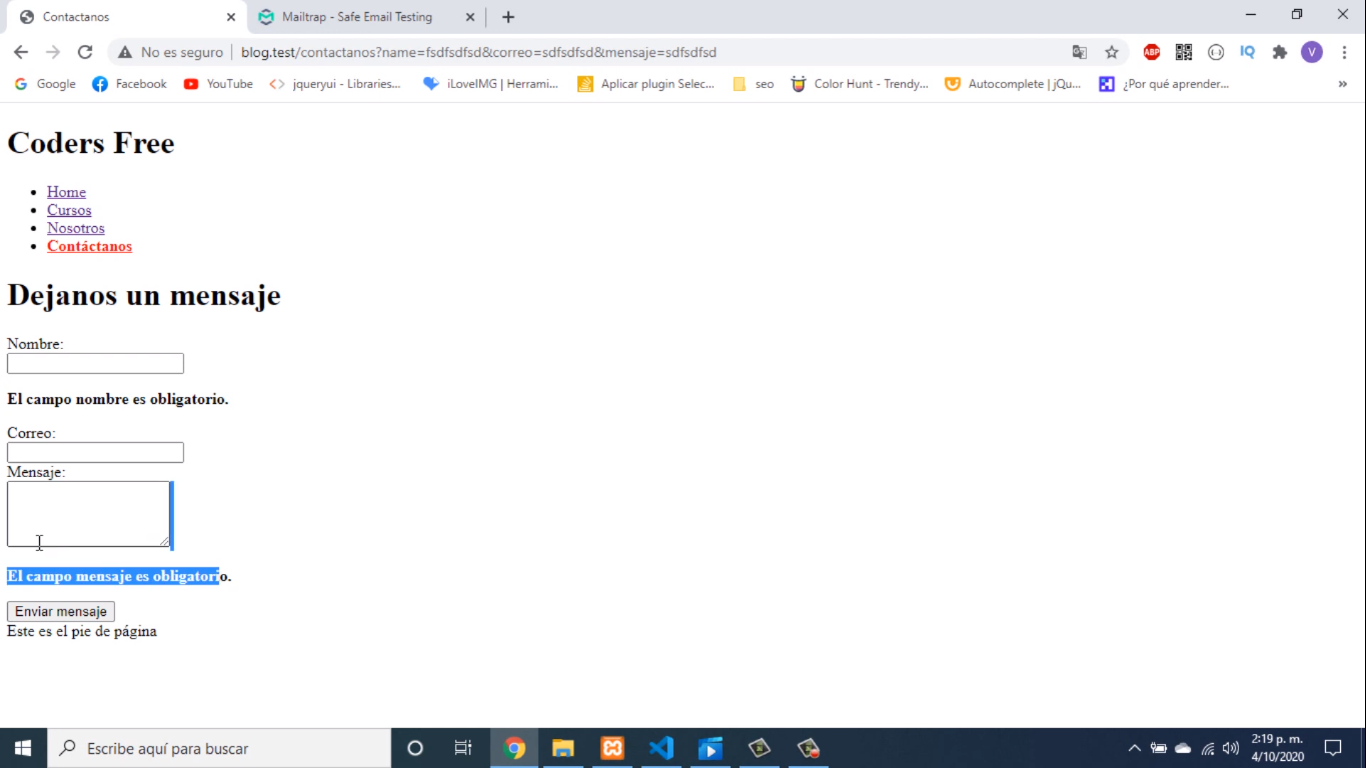 Contactanos
Mailtrap - Safe Email Testing
No es seguro
blog.test/contactanos?name=fsdfsdfsd&correo=sdfsdfsd&mensaje=sdfsdfsd
ABP
IQ
V
Google
Facebook
YouTube
jqueryui - Libraries...
iLoveIMG | Herrami...
Aplicar plugin Selec...
seo
Color Hunt - Trendy...
Autocomplete | jQu...
¿Por qué aprender...
Coders Free
Home
Cursos
Nosotros
Contáctanos
Dejanos un mensaje
Nombre:
El campo nombre es obligatorio.
Correo:
Mensaje:
El campo mensaje es obligatorio.
Enviar mensaje
Este es el pie de página
Escribe aquí para buscar
2:19 p. m.
4/10/2020